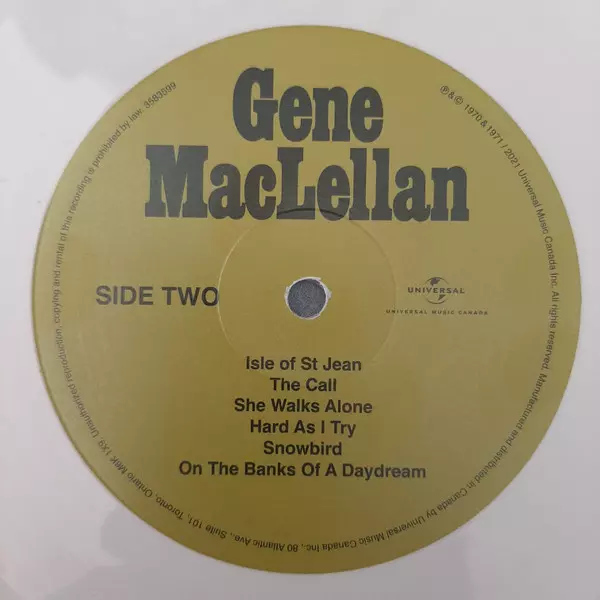 Gene
MacLellan
SIDE TWO
UNIVERSAL
UNIVERSAL MUSIC CANADA
Isle of St Jean
The Call
She Walks Alone
Hard As I Try
Snowbird
On The Banks Of A Daydream
℗ & © 1970 & 1971 / 2021 Universal Music Canada Inc. All rights reserved. Manufactured and distributed in Canada by Universal Music Canada Inc., 80 Atlantic Ave., Suite 101, Toronto, Ontario M6K 1X9 Unauthorized reproduction, copying and rental of this recording is prohibited by law. 3583599